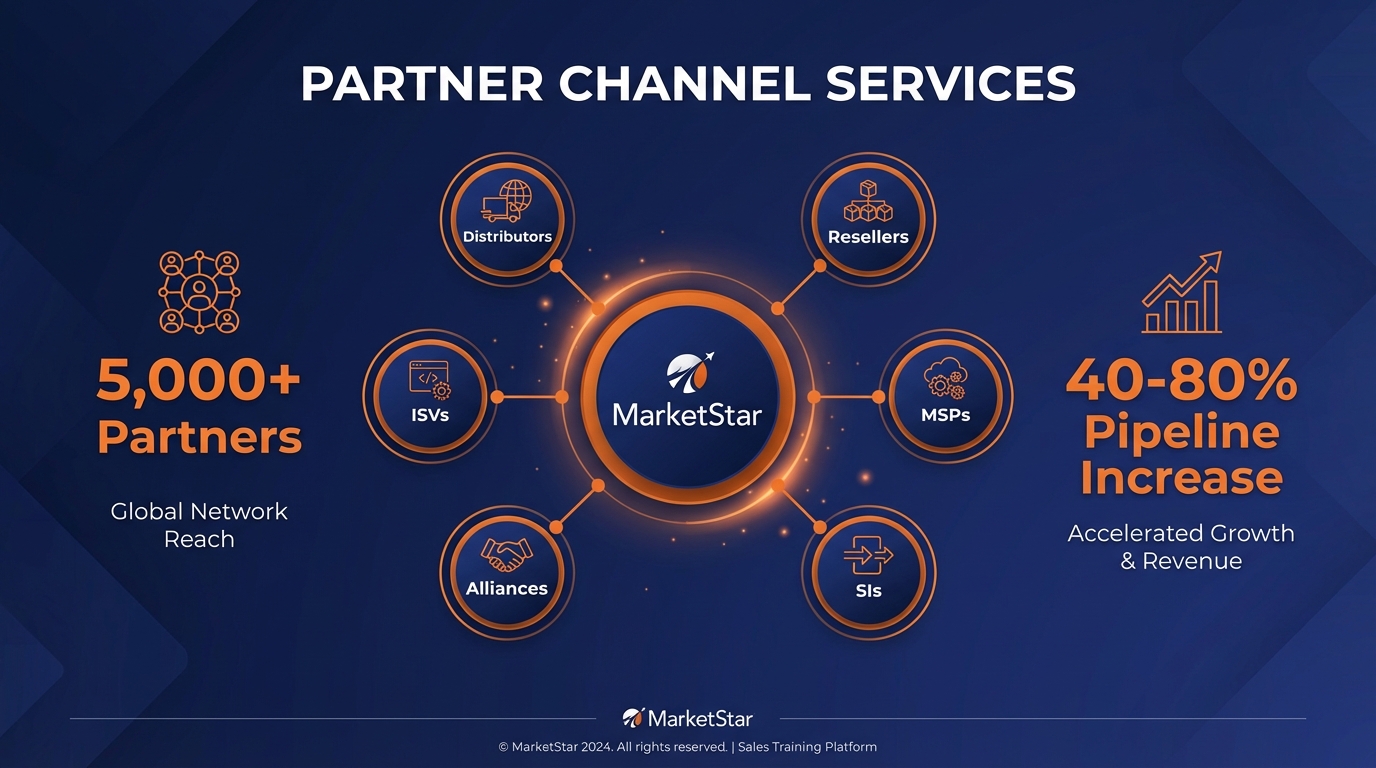 PARTNER CHANNEL SERVICES
Distributors
Resellers
5,000+
Partners
Global Network
Reach
ISVs
</>
MarketStar
MSPs
40-80%
Pipeline
Increase
Accelerated Growth
& Revenue
Alliances
SIs
MarketStar
© MarketStar 2024. All rights reserved. | Sales Training Platform